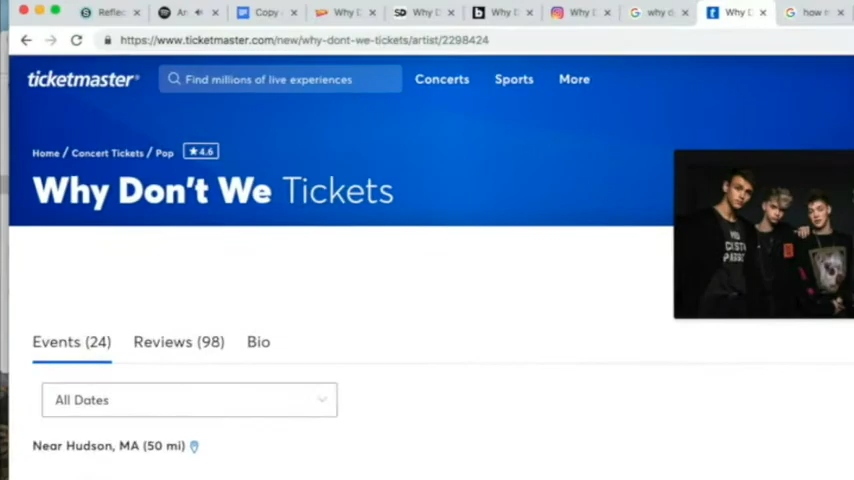 Reflec
An
Copy
Why D
Why D
Why D
Why D
why d
Why D
how t
https://www.ticketmaster.com/new/why-dont-we-tickets/artist/2298424
ticketmaster®
Find millions of live experiences
Concerts
Sports
More
Home / Concert Tickets / Pop ★4.6
Why Don't We Tickets
Events (24)
Reviews (98)
Bio
All Dates
Near Hudson, MA (50 mi)